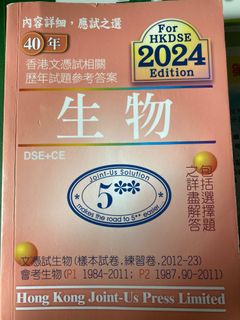 內容詳細，應試之選
40年
For HKDSE
2024
Edition
香港文憑試相關
歷年試題參考答案
生物
DSE+CE
Joint-Us Solution
5**
makes the road to 5** easier
包括選擇題
之詳盡解答
文憑試生物(樣本試卷,練習卷,2012-23)
會考生物(P1 1984-2011; P2 1987,90-2011)
Hong Kong Joint-Us Press Limited